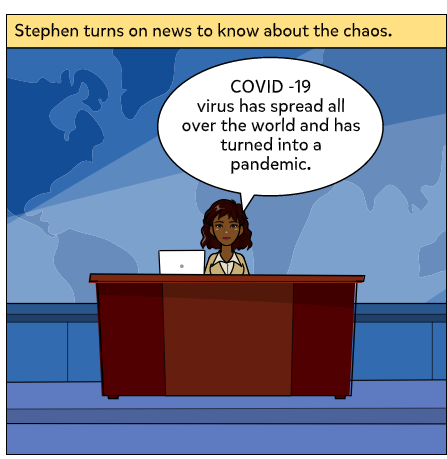 Stephen turns on news to know about the chaos.
COVID -19
virus has spread all
over the world and has
turned into a
pandemic.